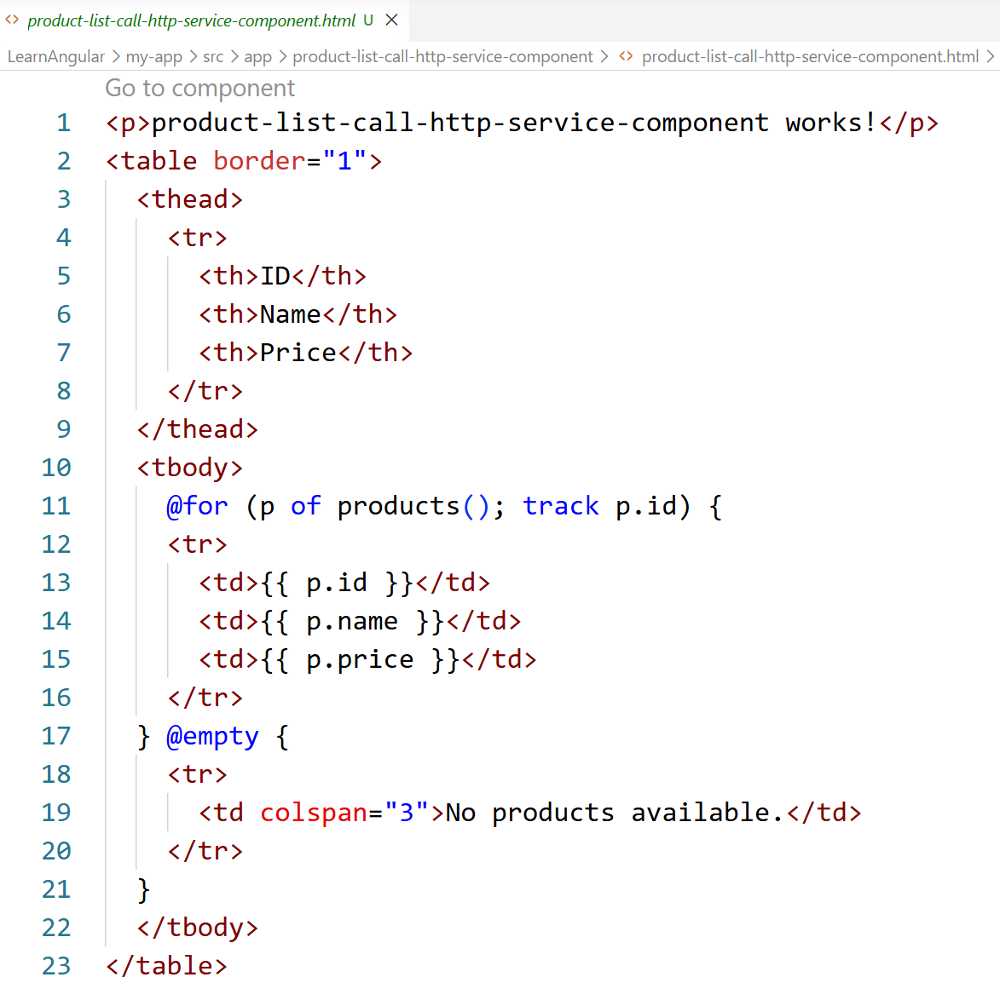 product-list-call-http-service-component.html U
LearnAngular > my-app > src > app > product-list-call-http-service-component > <> product-list-call-http-service-component.html >
Go to component
1 <p>product-list-call-http-service-component works!</p>
2 <table border="1">
3   <thead>
4     <tr>
5       <th>ID</th>
6       <th>Name</th>
7       <th>Price</th>
8     </tr>
9   </thead>
10   <tbody>
11     @for (p of products(); track p.id) {
12     <tr>
13       <td>{{ p.id }}</td>
14       <td>{{ p.name }}</td>
15       <td>{{ p.price }}</td>
16     </tr>
17   } @empty {
18     <tr>
19       <td colspan="3">No products available.</td>
20     </tr>
21   }
22   </tbody>
23 </table>